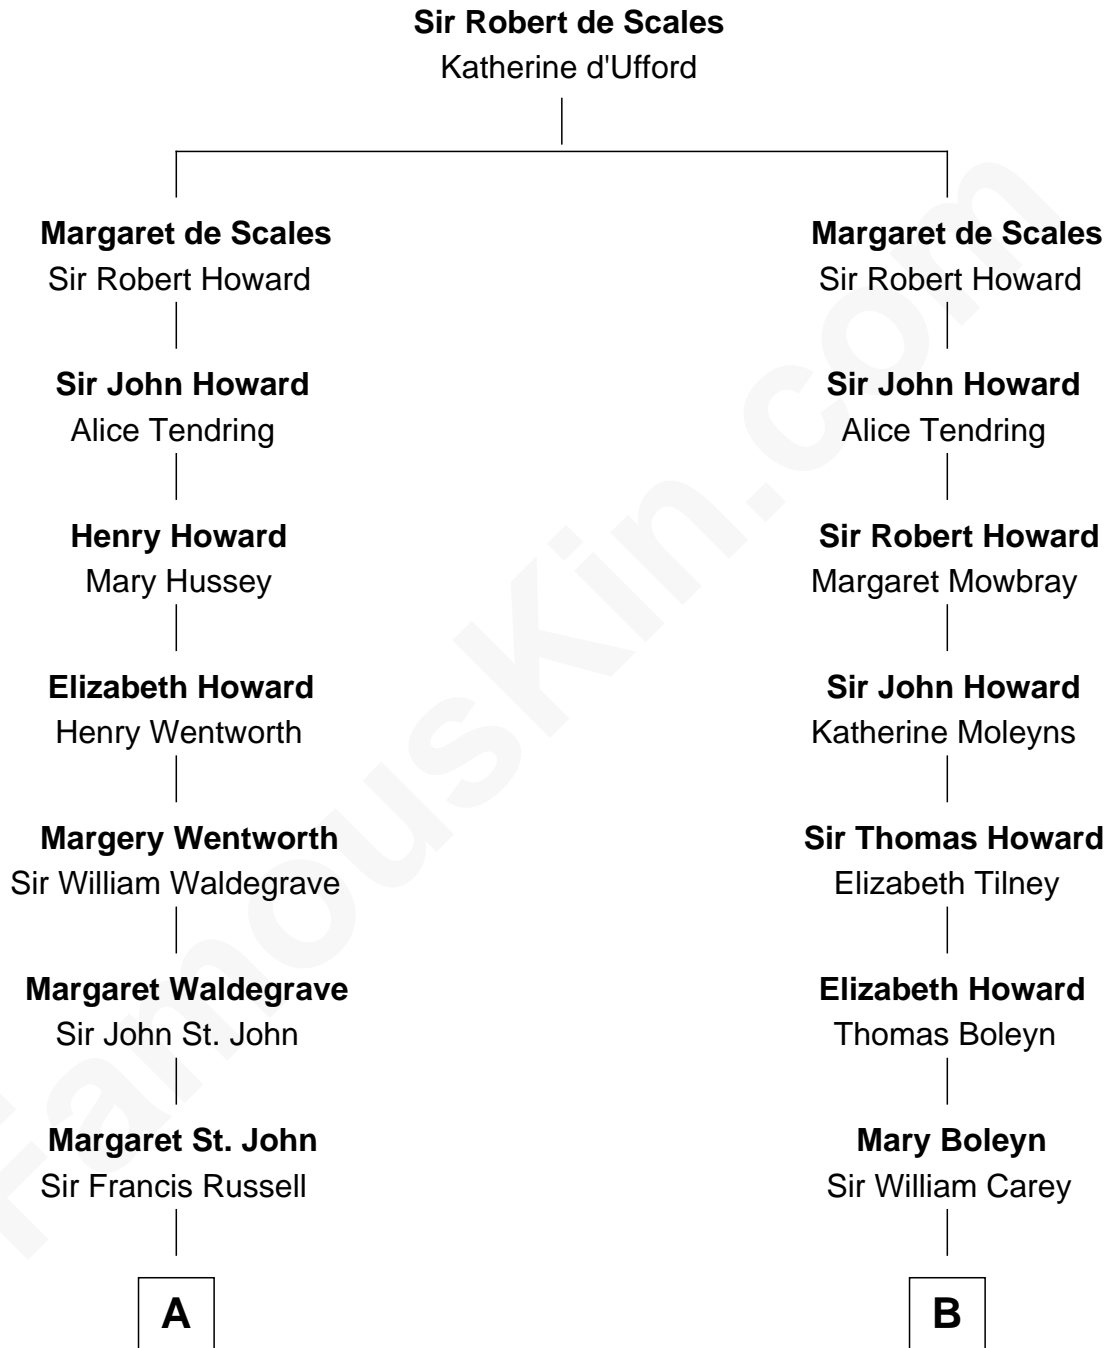 Sir Robert de Scales
Katherine d'Ufford
Margaret de Scales
Sir Robert Howard
Margaret de Scales
Sir Robert Howard
Sir John Howard
Alice Tendring
Sir John Howard
Alice Tendring
Henry Howard
Mary Hussey
Sir Robert Howard
Margaret Mowbray
Elizabeth Howard
Henry Wentworth
Sir John Howard
Katherine Moleyns
Margery Wentworth
Sir William Waldegrave
Sir Thomas Howard
Elizabeth Tilney
Margaret Waldegrave
Sir John St. John
Elizabeth Howard
Thomas Boleyn
Margaret St. John
Sir Francis Russell
Mary Boleyn
Sir William Carey
A
B
FamousKin.com